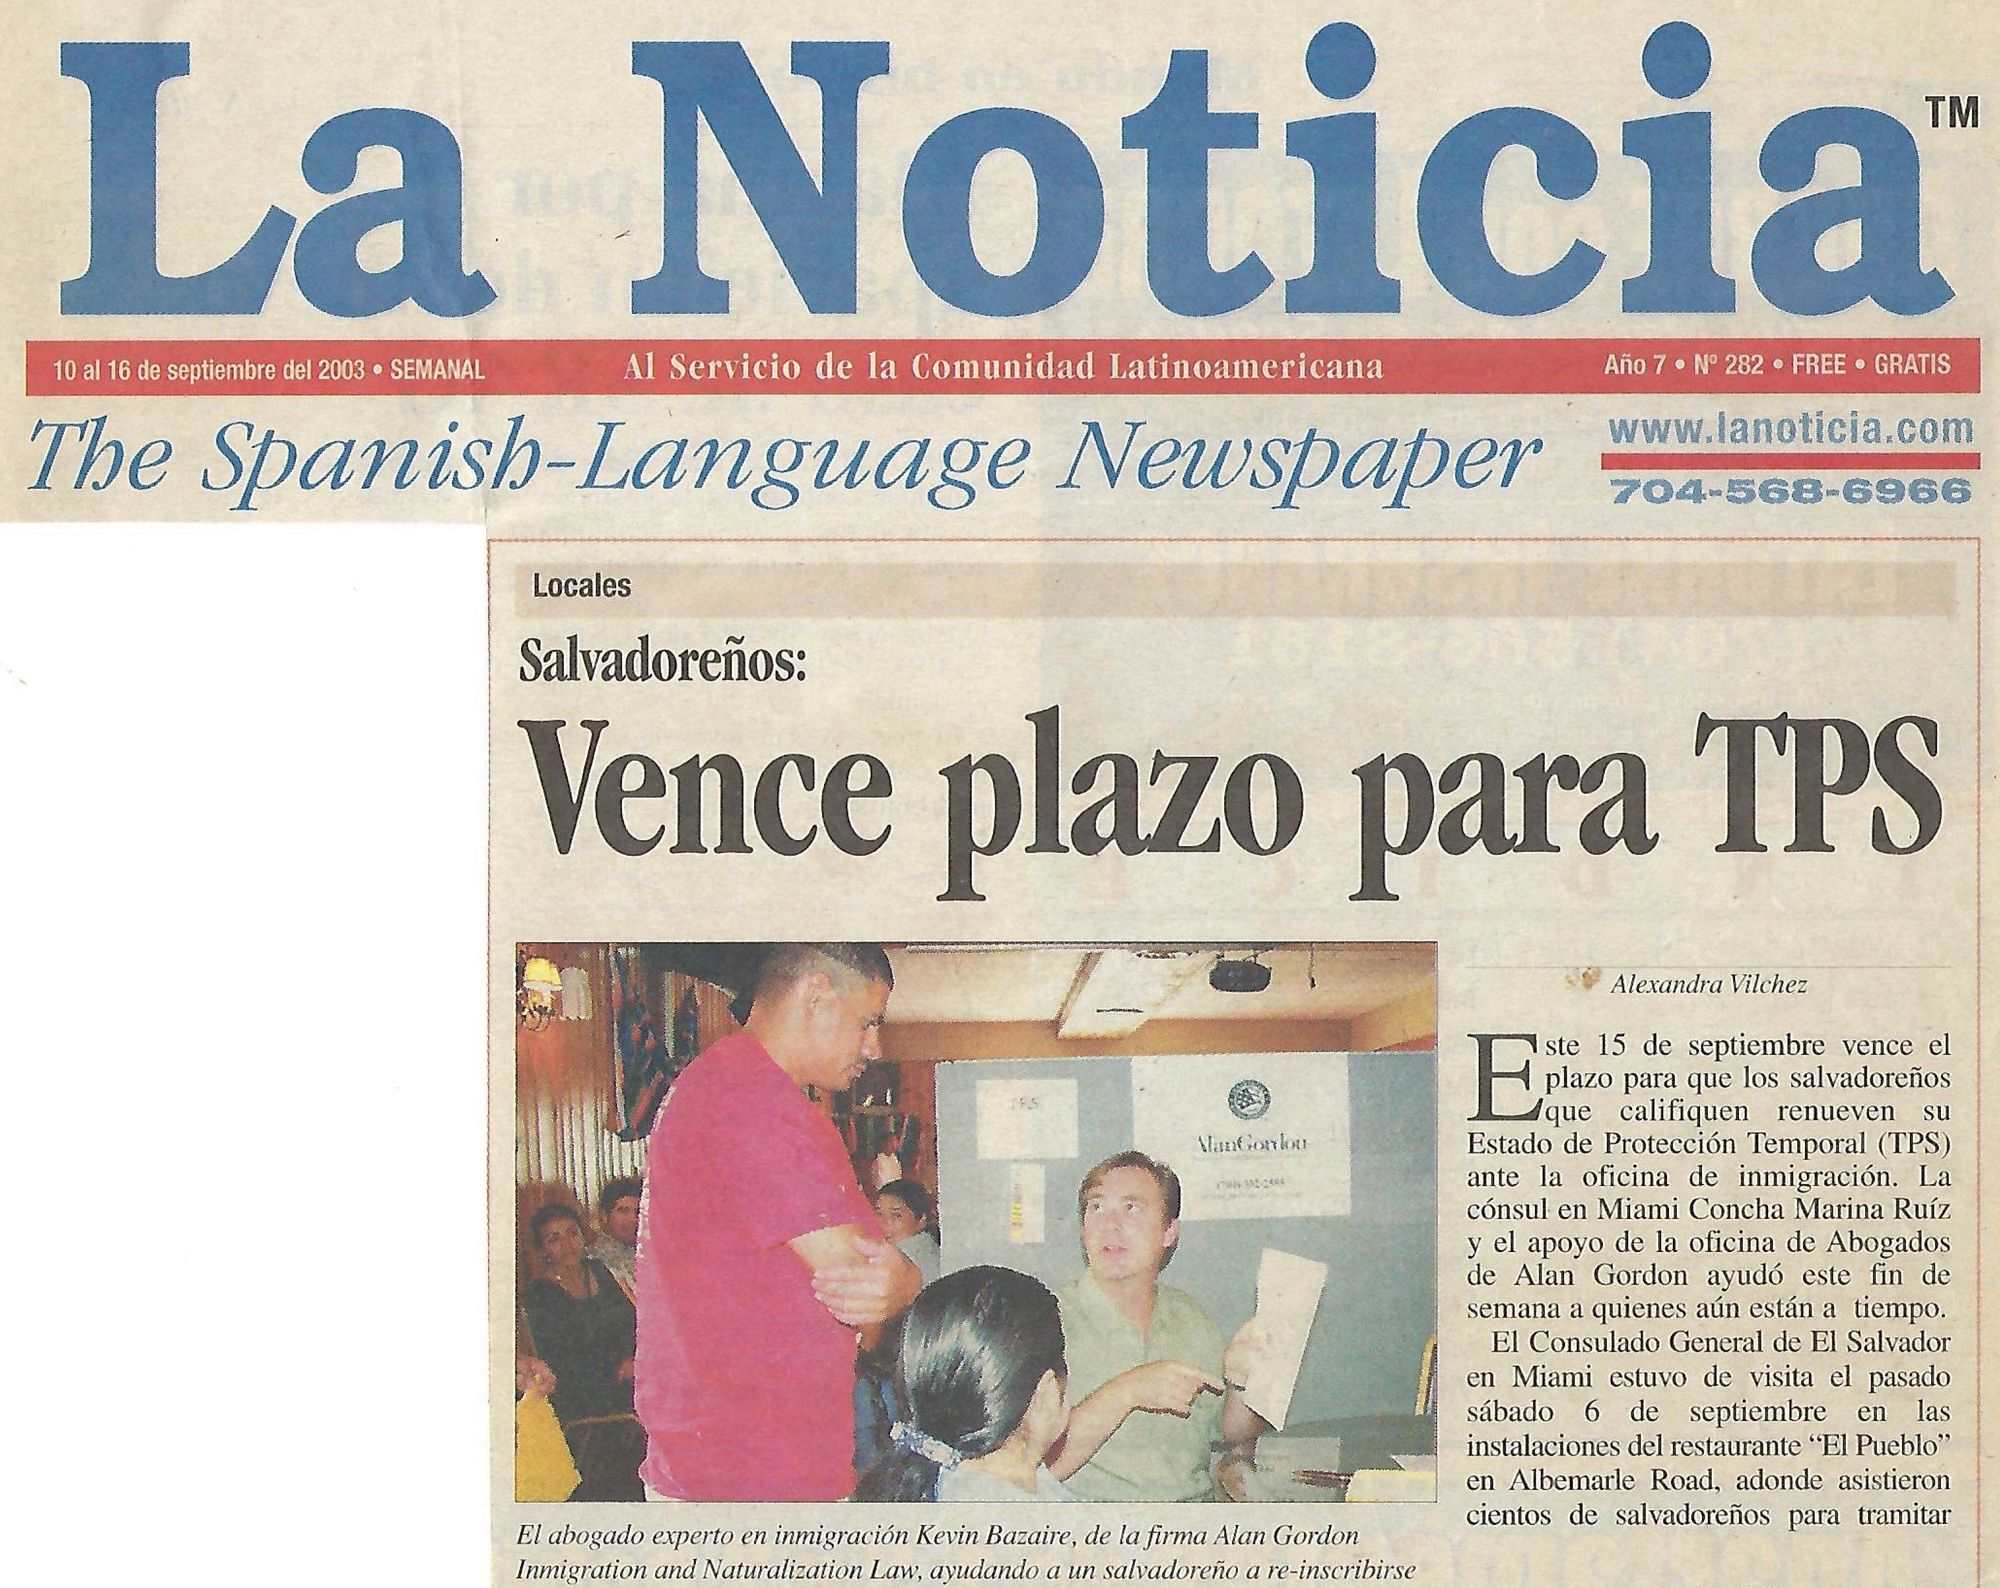 La Noticia™
10 al 16 de septiembre del 2003 • SEMANAL
Al Servicio de la Comunidad Latinoamericana
Año 7 • Nº 282 • FREE • GRATIS
The Spanish-Language Newspaper
www.lanoticia.com
704-568-6966
Locales
Salvadoreños:
Vence plazo para TPS
AlanGordon
El abogado experto en inmigración Kevin Bazaire, de la firma Alan Gordon
Inmigration and Naturalization Law, ayudando a un salvadoreño a re-inscribirse
Alexandra Vilchez
Este 15 de septiembre vence el
plazo para que los salvadoreños
que califiquen renueven su
Estado de Protección Temporal (TPS)
ante la oficina de inmigración. La
cónsul en Miami Concha Marina Ruíz
y el apoyo de la oficina de Abogados
de Alan Gordon ayudó este fin de
semana a quienes aún están a tiempo.
El Consulado General de El Salvador
en Miami estuvo de visita el pasado
sábado 6 de septiembre en las
instalaciones del restaurante “El Pueblo”
en Albemarle Road, adonde asistieron
cientos de salvadoreños para tramitar